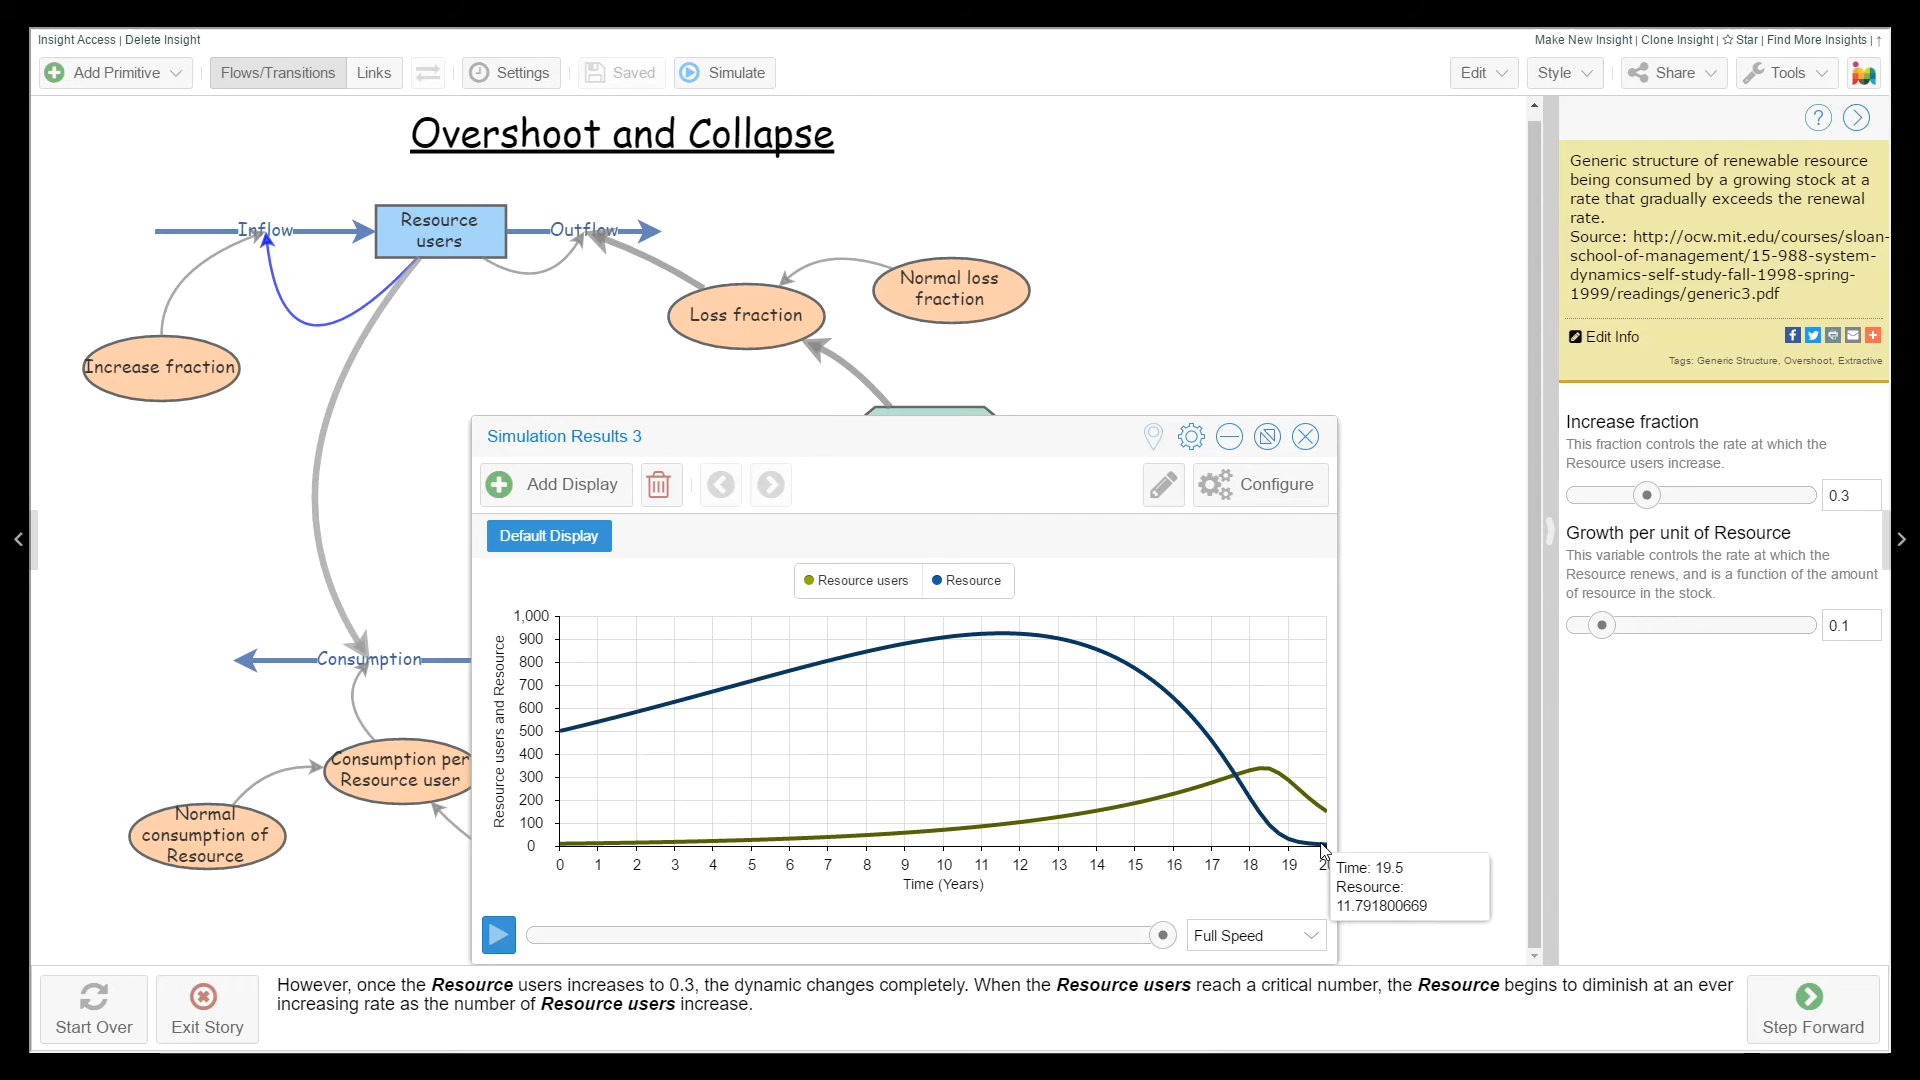 Insight Access | Delete Insight
Make New Insight | Clone Insight | ☆ Star | Find More Insights | ↑
Add Primitive
Flows/Transitions
Links
Settings
Saved
Simulate
Edit
Style
Share
Tools
Overshoot and Collapse
Inflow
Resource
users
Outflow
Normal loss
fraction
Loss fraction
Increase fraction
Consumption
Consumption per
Resource user
Normal
consumption of
Resource
Simulation Results 3
Add Display
Configure
Default Display
Resource users
Resource
Resource users and Resource
1,000
900
800
700
600
500
400
300
200
100
0
0 1 2 3 4 5 6 7 8 9 10 11 12 13 14 15 16 17 18 19
Time (Years)
Time: 19.5
Resource:
11.791800669
Full Speed
?
Generic structure of renewable resource
being consumed by a growing stock at a
rate that gradually exceeds the renewal
rate.
Source: http://ocw.mit.edu/courses/sloan-
school-of-management/15-988-system-
dynamics-self-study-fall-1998-spring-
1999/readings/generic3.pdf
Edit Info
Tags: Generic Structure, Overshoot, Extractive
Increase fraction
This fraction controls the rate at which the
Resource users increase.
0.3
Growth per unit of Resource
This variable controls the rate at which the
Resource renews, and is a function of the amount
of resource in the stock.
0.1
Start Over
Exit Story
However, once the Resource users increases to 0.3, the dynamic changes completely. When the Resource users reach a critical number, the Resource begins to diminish at an ever
increasing rate as the number of Resource users increase.
Step Forward